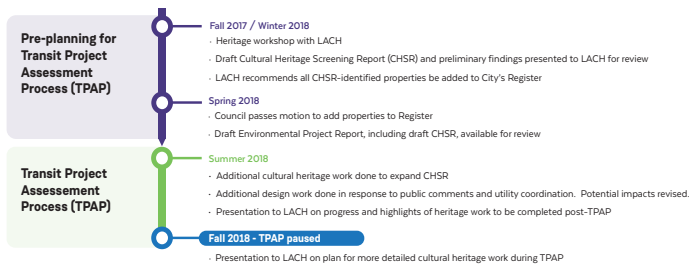 Pre-planning for
Transit Project
Assessment
Process (TPAP)
Fall 2017 / Winter 2018
· Heritage workshop with LACH
· Draft Cultural Heritage Screening Report (CHSR) and preliminary findings presented to LACH for review
· LACH recommends all CHSR-identified properties be added to City's Register
Spring 2018
· Council passes motion to add properties to Register
· Draft Environmental Project Report, including draft CHSR, available for review
Transit Project
Assessement
Process (TPAP)
Summer 2018
· Additional cultural heritage work done to expand CHSR
· Additional design work done in response to public comments and utility coordination. Potential impacts revised.
· Presentation to LACH on progress and highlights of heritage work to be completed post-TPAP
Fall 2018 - TPAP paused
· Presentation to LACH on plan for more detailed cultural heritage work during TPAP